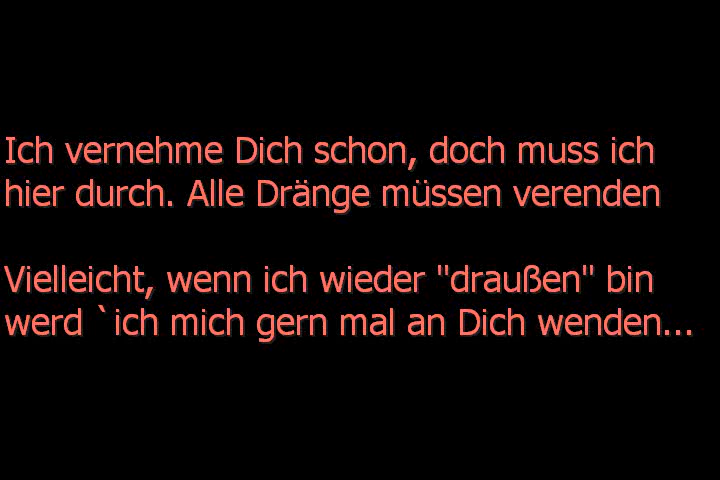 Ich vernehme Dich schon, doch muss ich
hier durch. Alle Dränge müssen verenden
Vielleicht, wenn ich wieder "draußen" bin
werd `ich mich gern mal an Dich wenden...